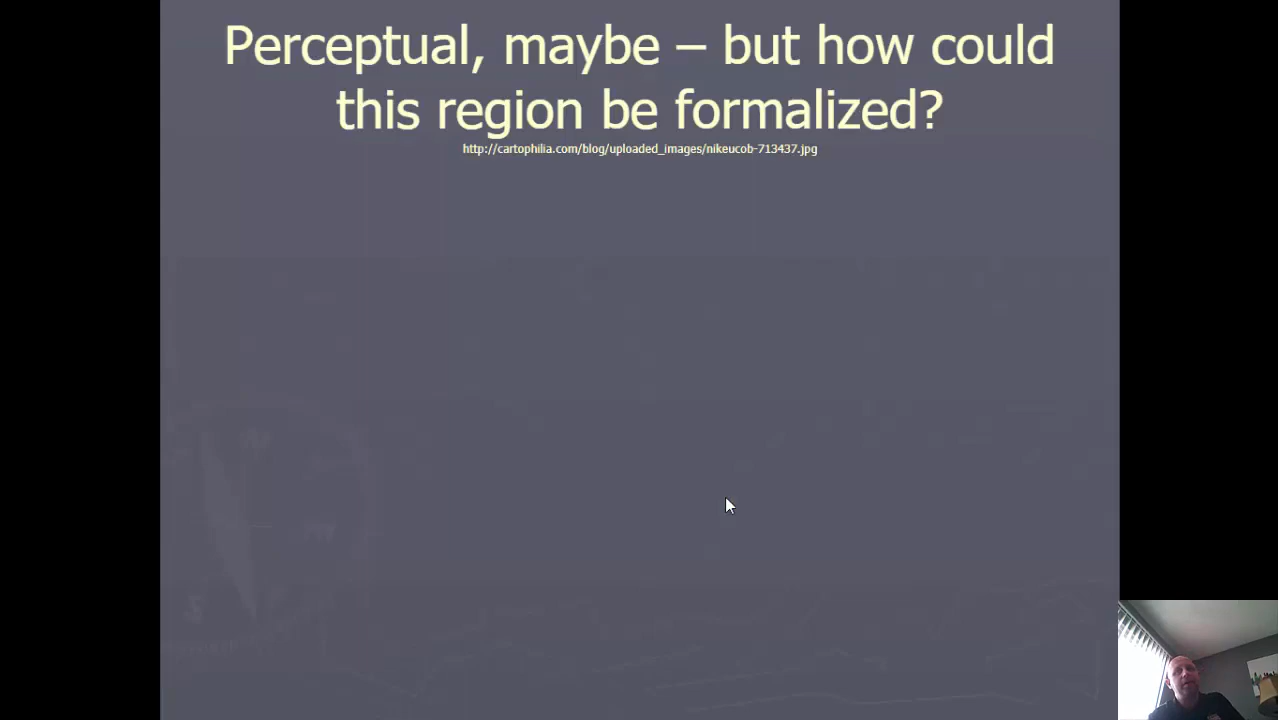 Perceptual, maybe – but how could
this region be formalized?
http://cartophilia.com/blog/uploaded_images/nikeucob-713437.jpg